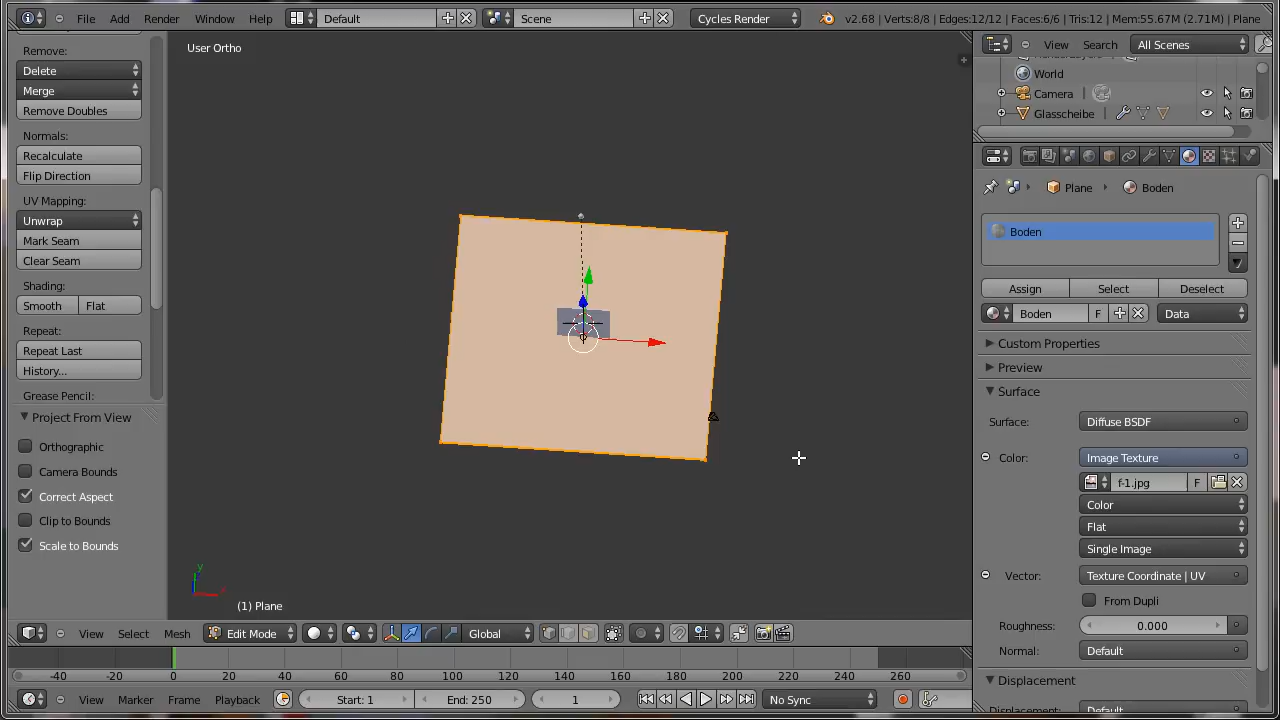 File Add Render Window Help Default Scene Cycles Render v2.68 | Verts:8/8 | Edges:12/12 | Faces:6/6 | Tris:12 | Mem:55.67M (2.71M) | Plane
Remove:
Delete
Merge
Remove Doubles
Normals:
Recalculate
Flip Direction
UV Mapping:
Unwrap
Mark Seam
Clear Seam
Shading:
Smooth Flat
Repeat:
Repeat Last
History...
Grease Pencil:
Project From View
Orthographic
Camera Bounds
Correct Aspect
Clip to Bounds
Scale to Bounds
User Ortho
y
x
(1) Plane
View Search All Scenes
World
Camera
Glasscheibe
Plane Boden
Boden
Assign Select Deselect
Boden F Data
Custom Properties
Preview
Surface
Surface: Diffuse BSDF
Color: Image Texture
f-1.jpg F
Color
Flat
Single Image
Vector: Texture Coordinate | UV
From Dupli
Roughness: 0.000
Normal: Default
Displacement
Displacement: Default
View Select Mesh Edit Mode Global
-40 -20 0 20 40 60 80 100 120 140 160 180 200 220 240 260
View Marker Frame Playback Start: 1 End: 250 1 No Sync